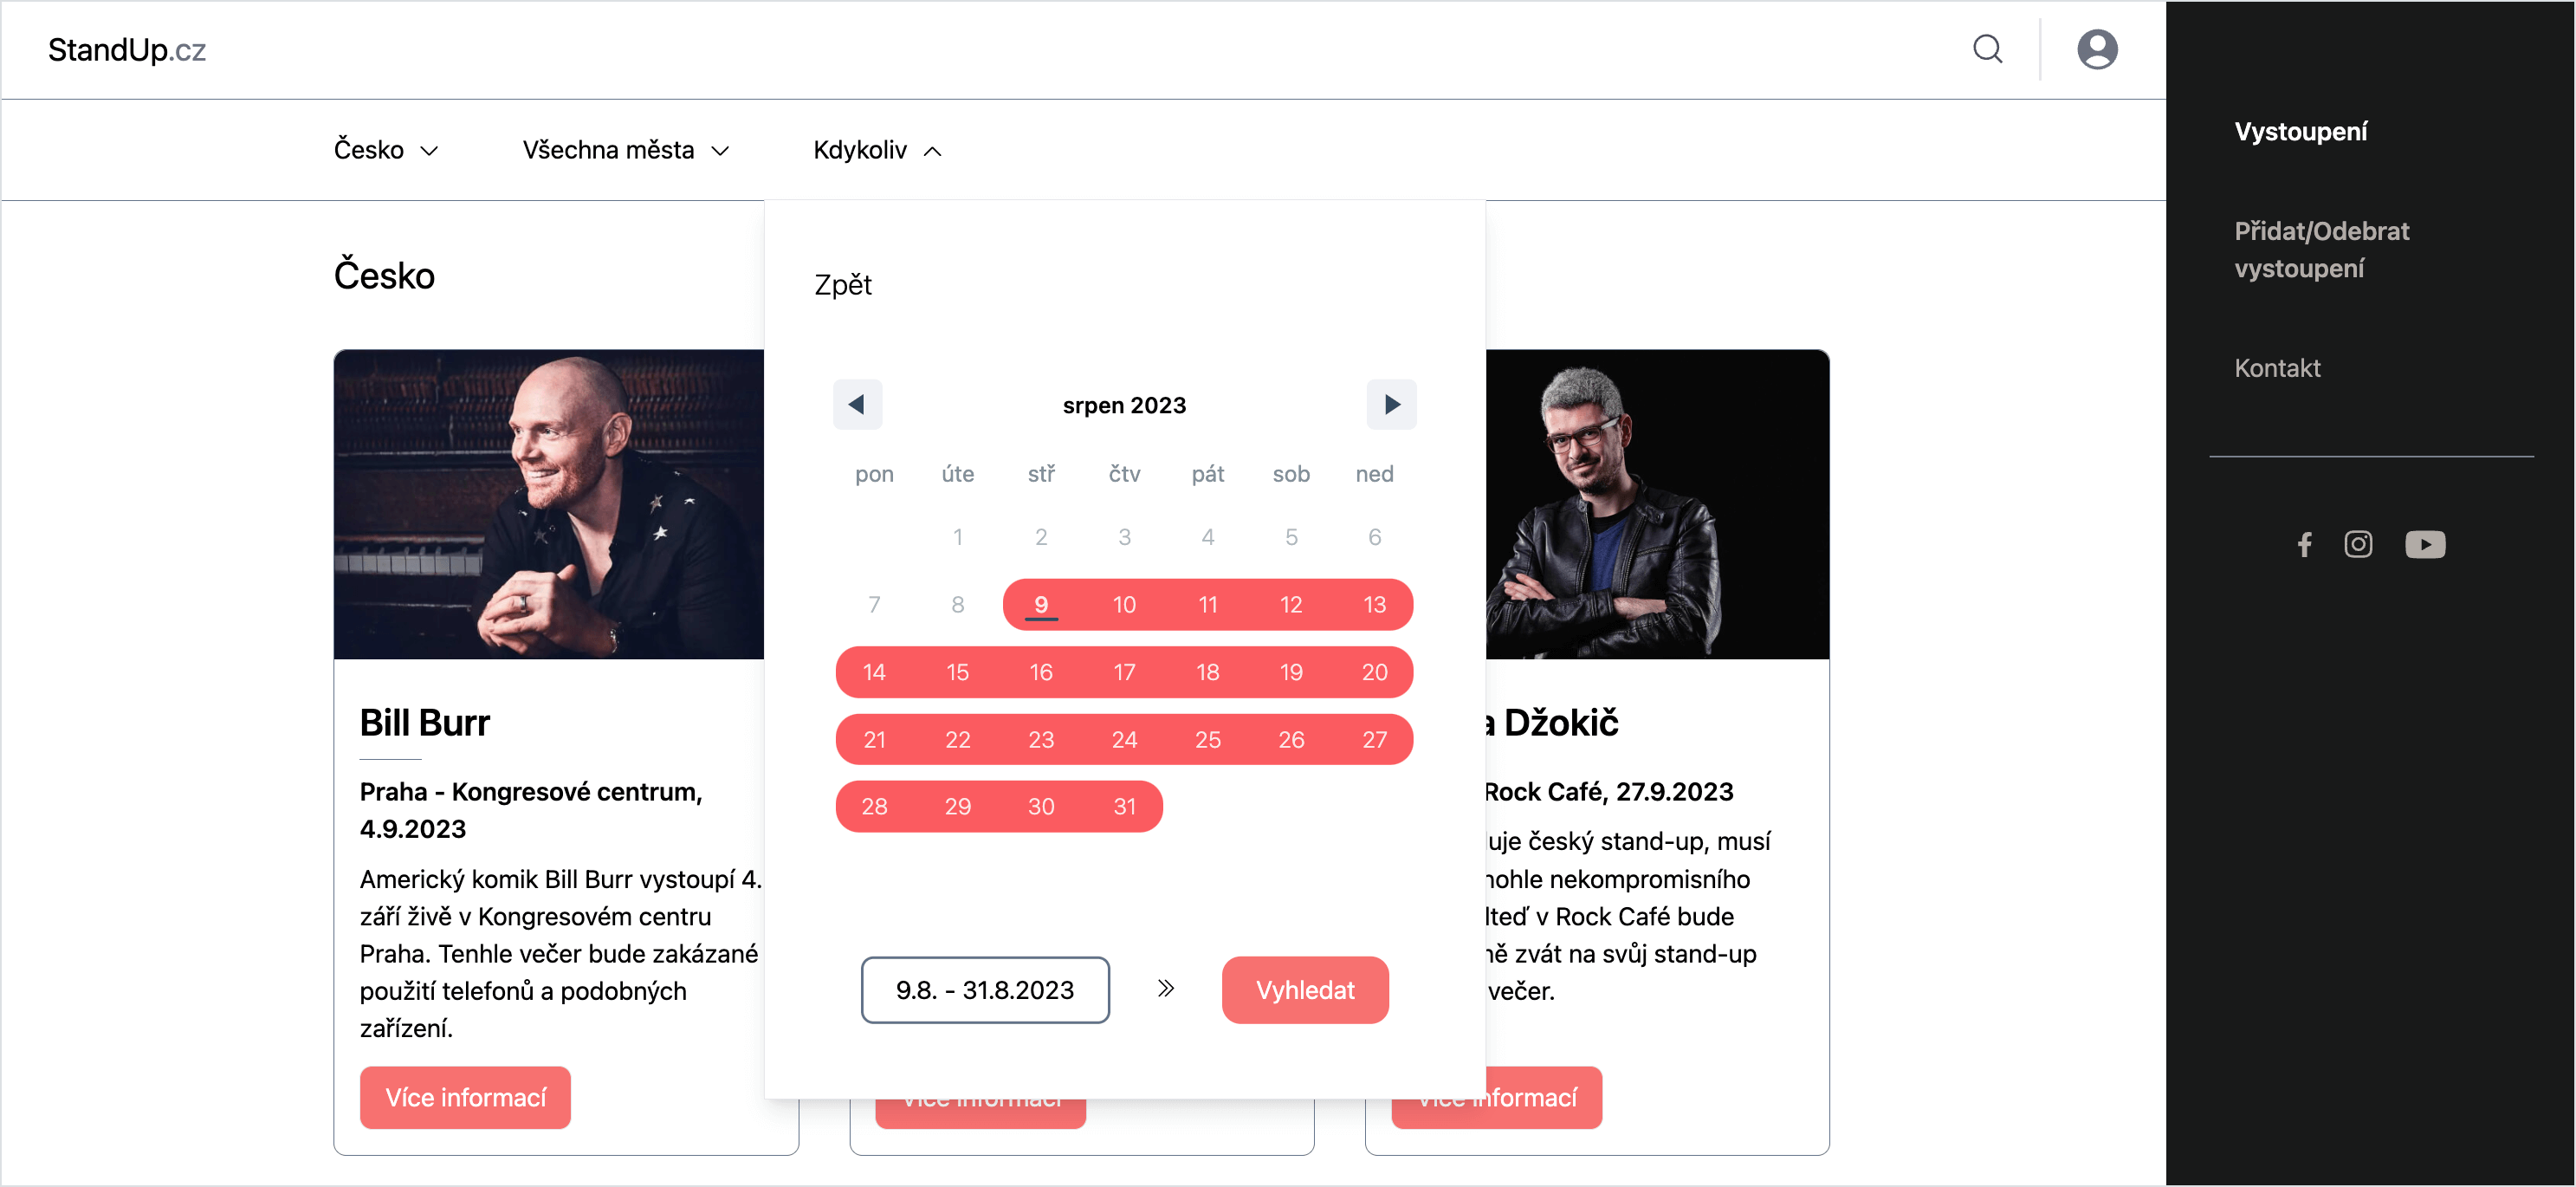 StandUp.cz
Česko
Všechna města
Kdykoliv
Česko
Bill Burr
Praha - Kongresové centrum,
4.9.2023
Americký komik Bill Burr vystoupí 4.
září živě v Kongresovém centru
Praha. Tenhle večer bude zakázané
použití telefonů a podobných
zařízení.
Více informací
Zpět
srpen 2023
pon úte stř čtv pát sob ned
1 2 3 4 5 6
7 8 9 10 11 12 13
14 15 16 17 18 19 20
21 22 23 24 25 26 27
28 29 30 31
9.8. - 31.8.2023
Vyhledat
Více informací
Džokič
Rock Café, 27.9.2023
český stand-up, musí
nekompromisního
v Rock Café bude
zvát na svůj stand-up
večer.
Více informací
Vystoupení
Přidat/Odebrat
vystoupení
Kontakt